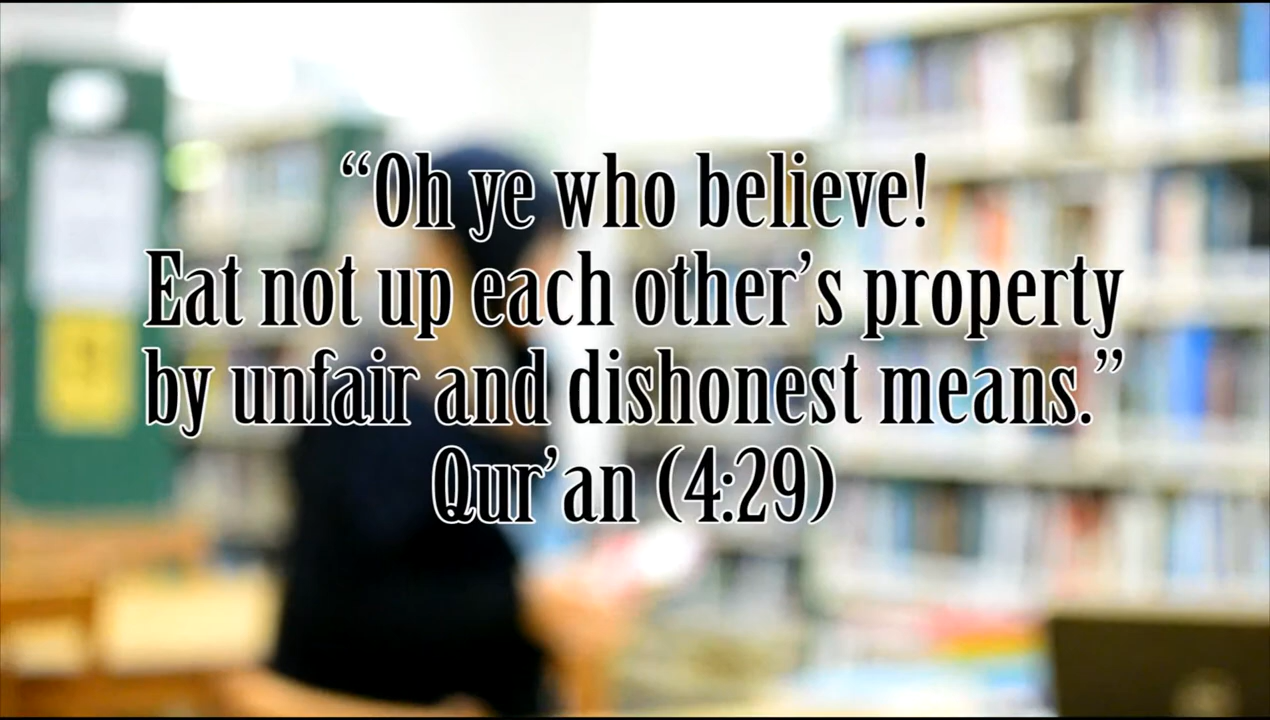 “Oh ye who believe!
Eat not up each other’s property
by unfair and dishonest means.”
Qur’an (4:29)